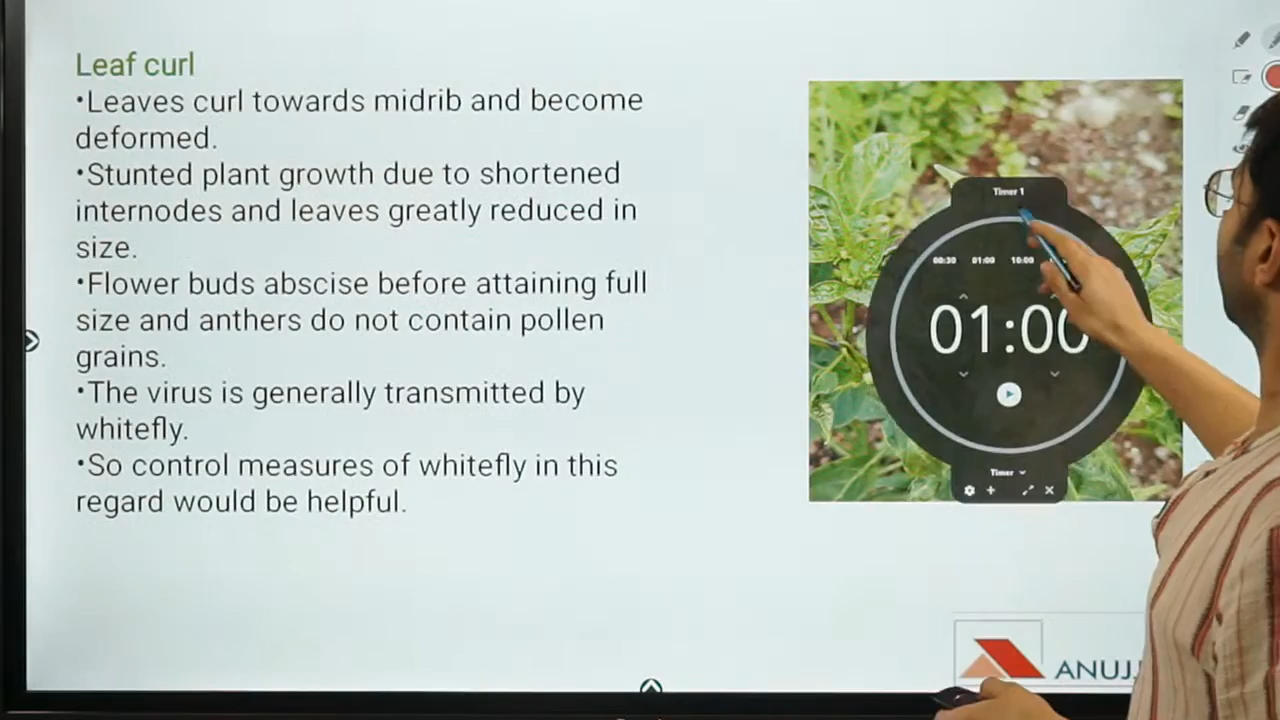 Leaf curl
•Leaves curl towards midrib and become
deformed.
•Stunted plant growth due to shortened
internodes and leaves greatly reduced in
size.
•Flower buds abscise before attaining full
size and anthers do not contain pollen
grains.
•The virus is generally transmitted by
whitefly.
•So control measures of whitefly in this
regard would be helpful.
Timer 1
00:30 01:00 10:00
01:00
Timer
ANUJ